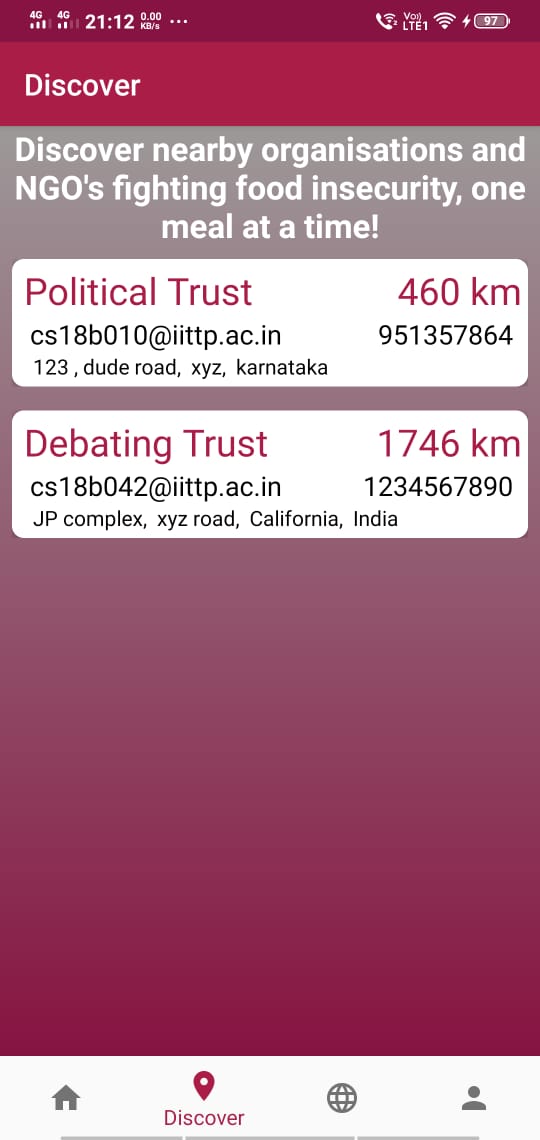 4G 4G 21:12 0.00 KB/s ... Vo) LTE1 97
Discover
Discover nearby organisations and
NGO's fighting food insecurity, one
meal at a time!
Political Trust 460 km
cs18b010@iittp.ac.in 951357864
123 , dude road, xyz, karnataka
Debating Trust 1746 km
cs18b042@iittp.ac.in 1234567890
JP complex, xyz road, California, India
Discover